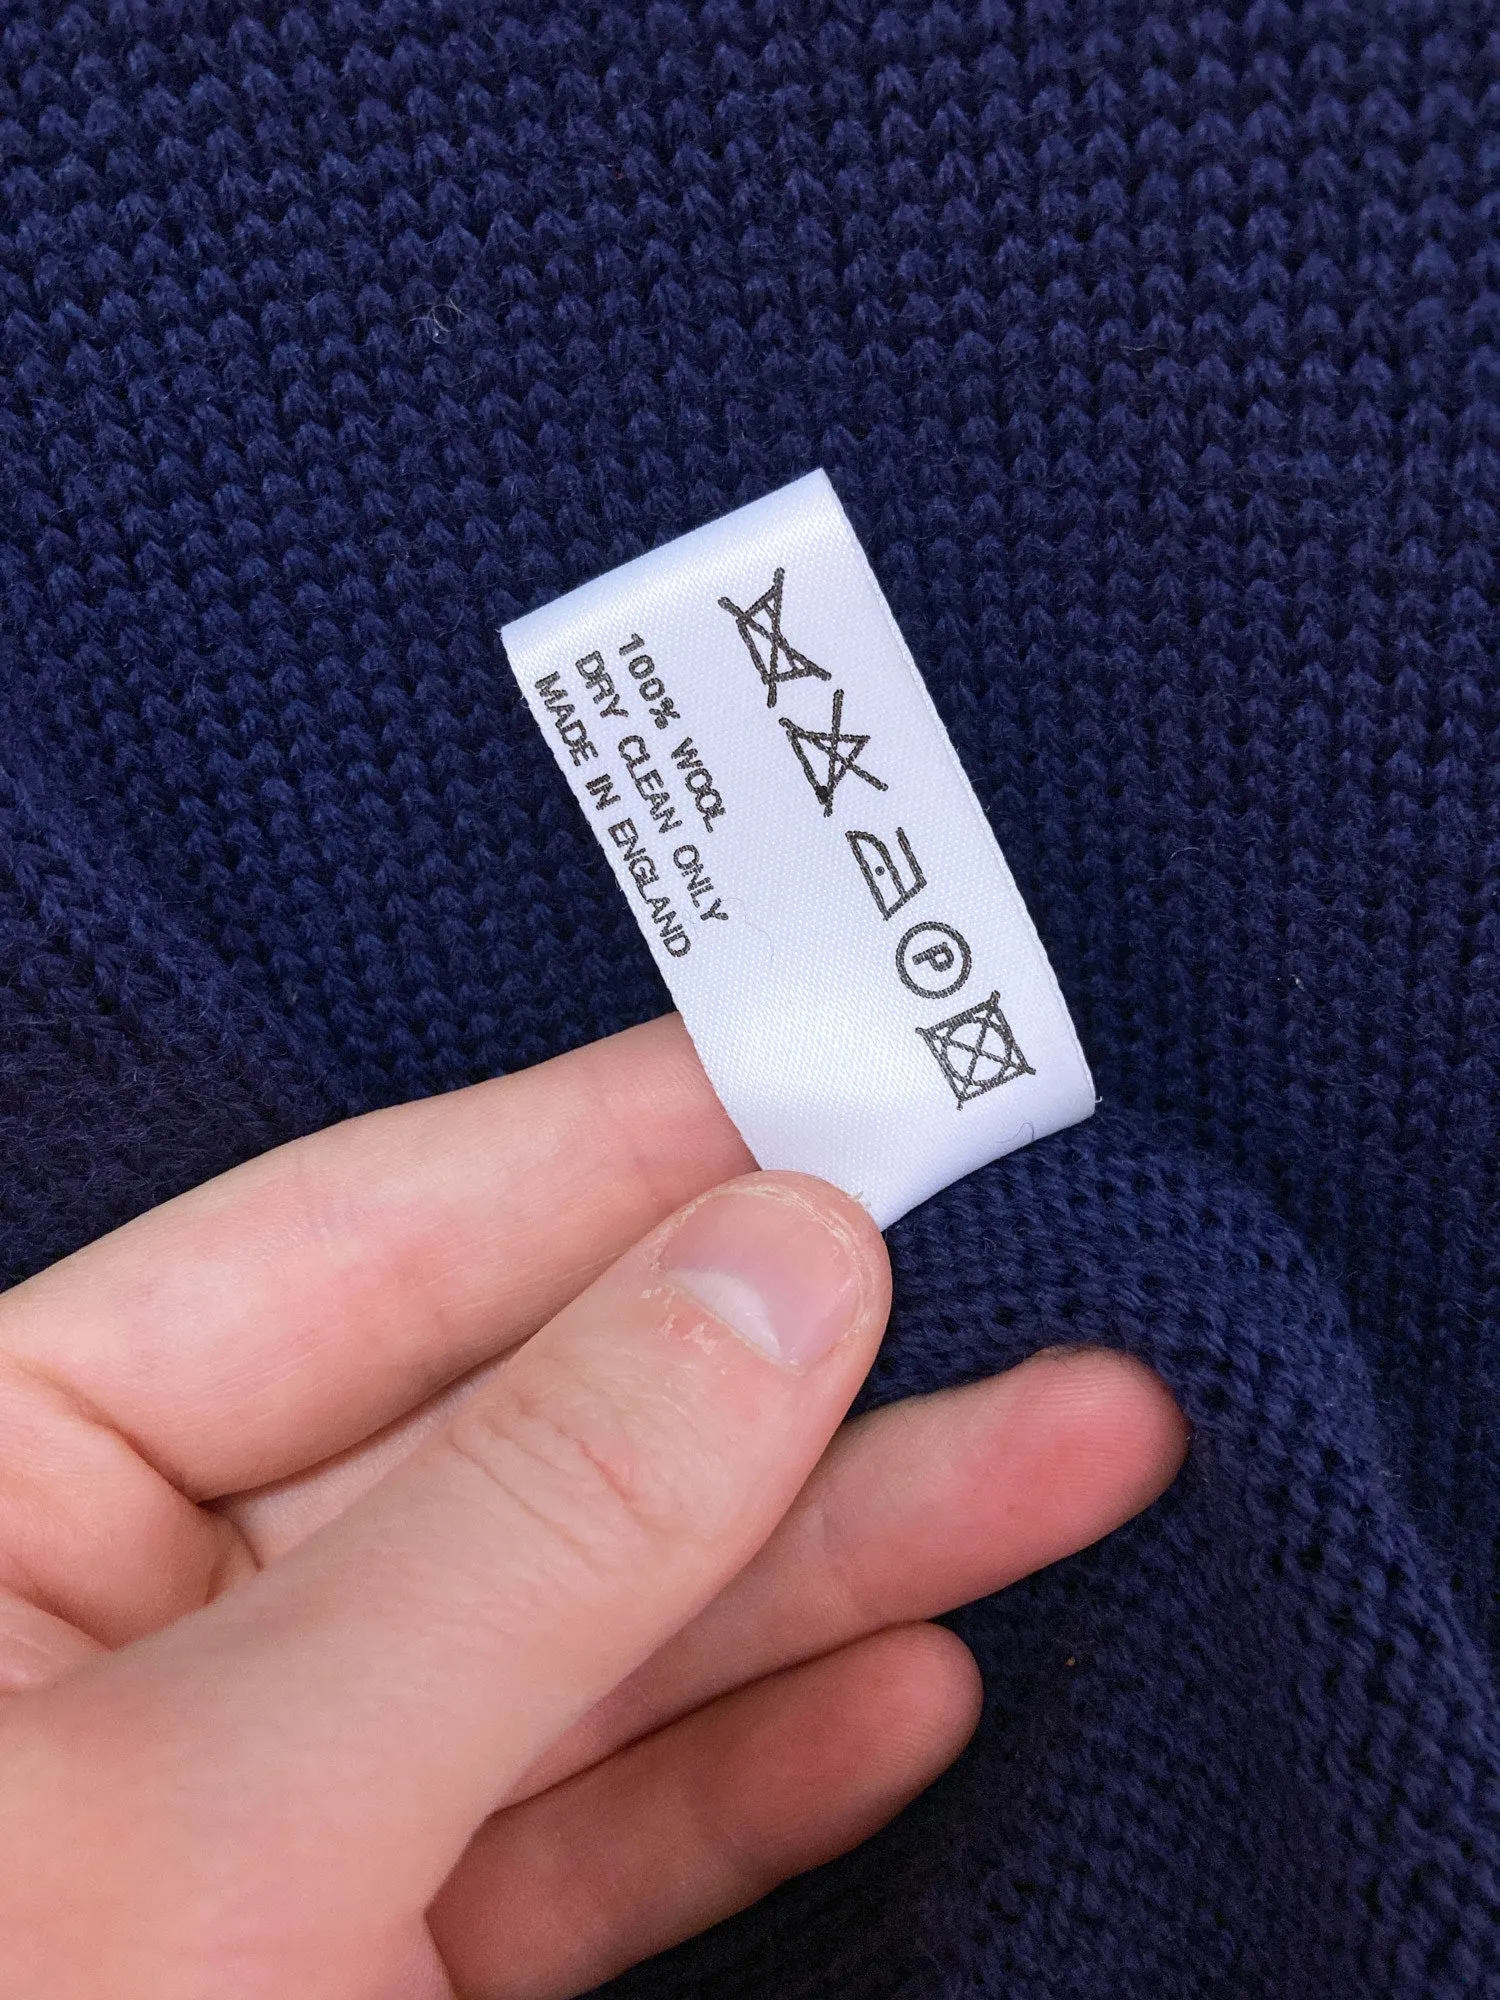 P
100% WOOL
DRY CLEAN ONLY
MADE IN ENGLAND